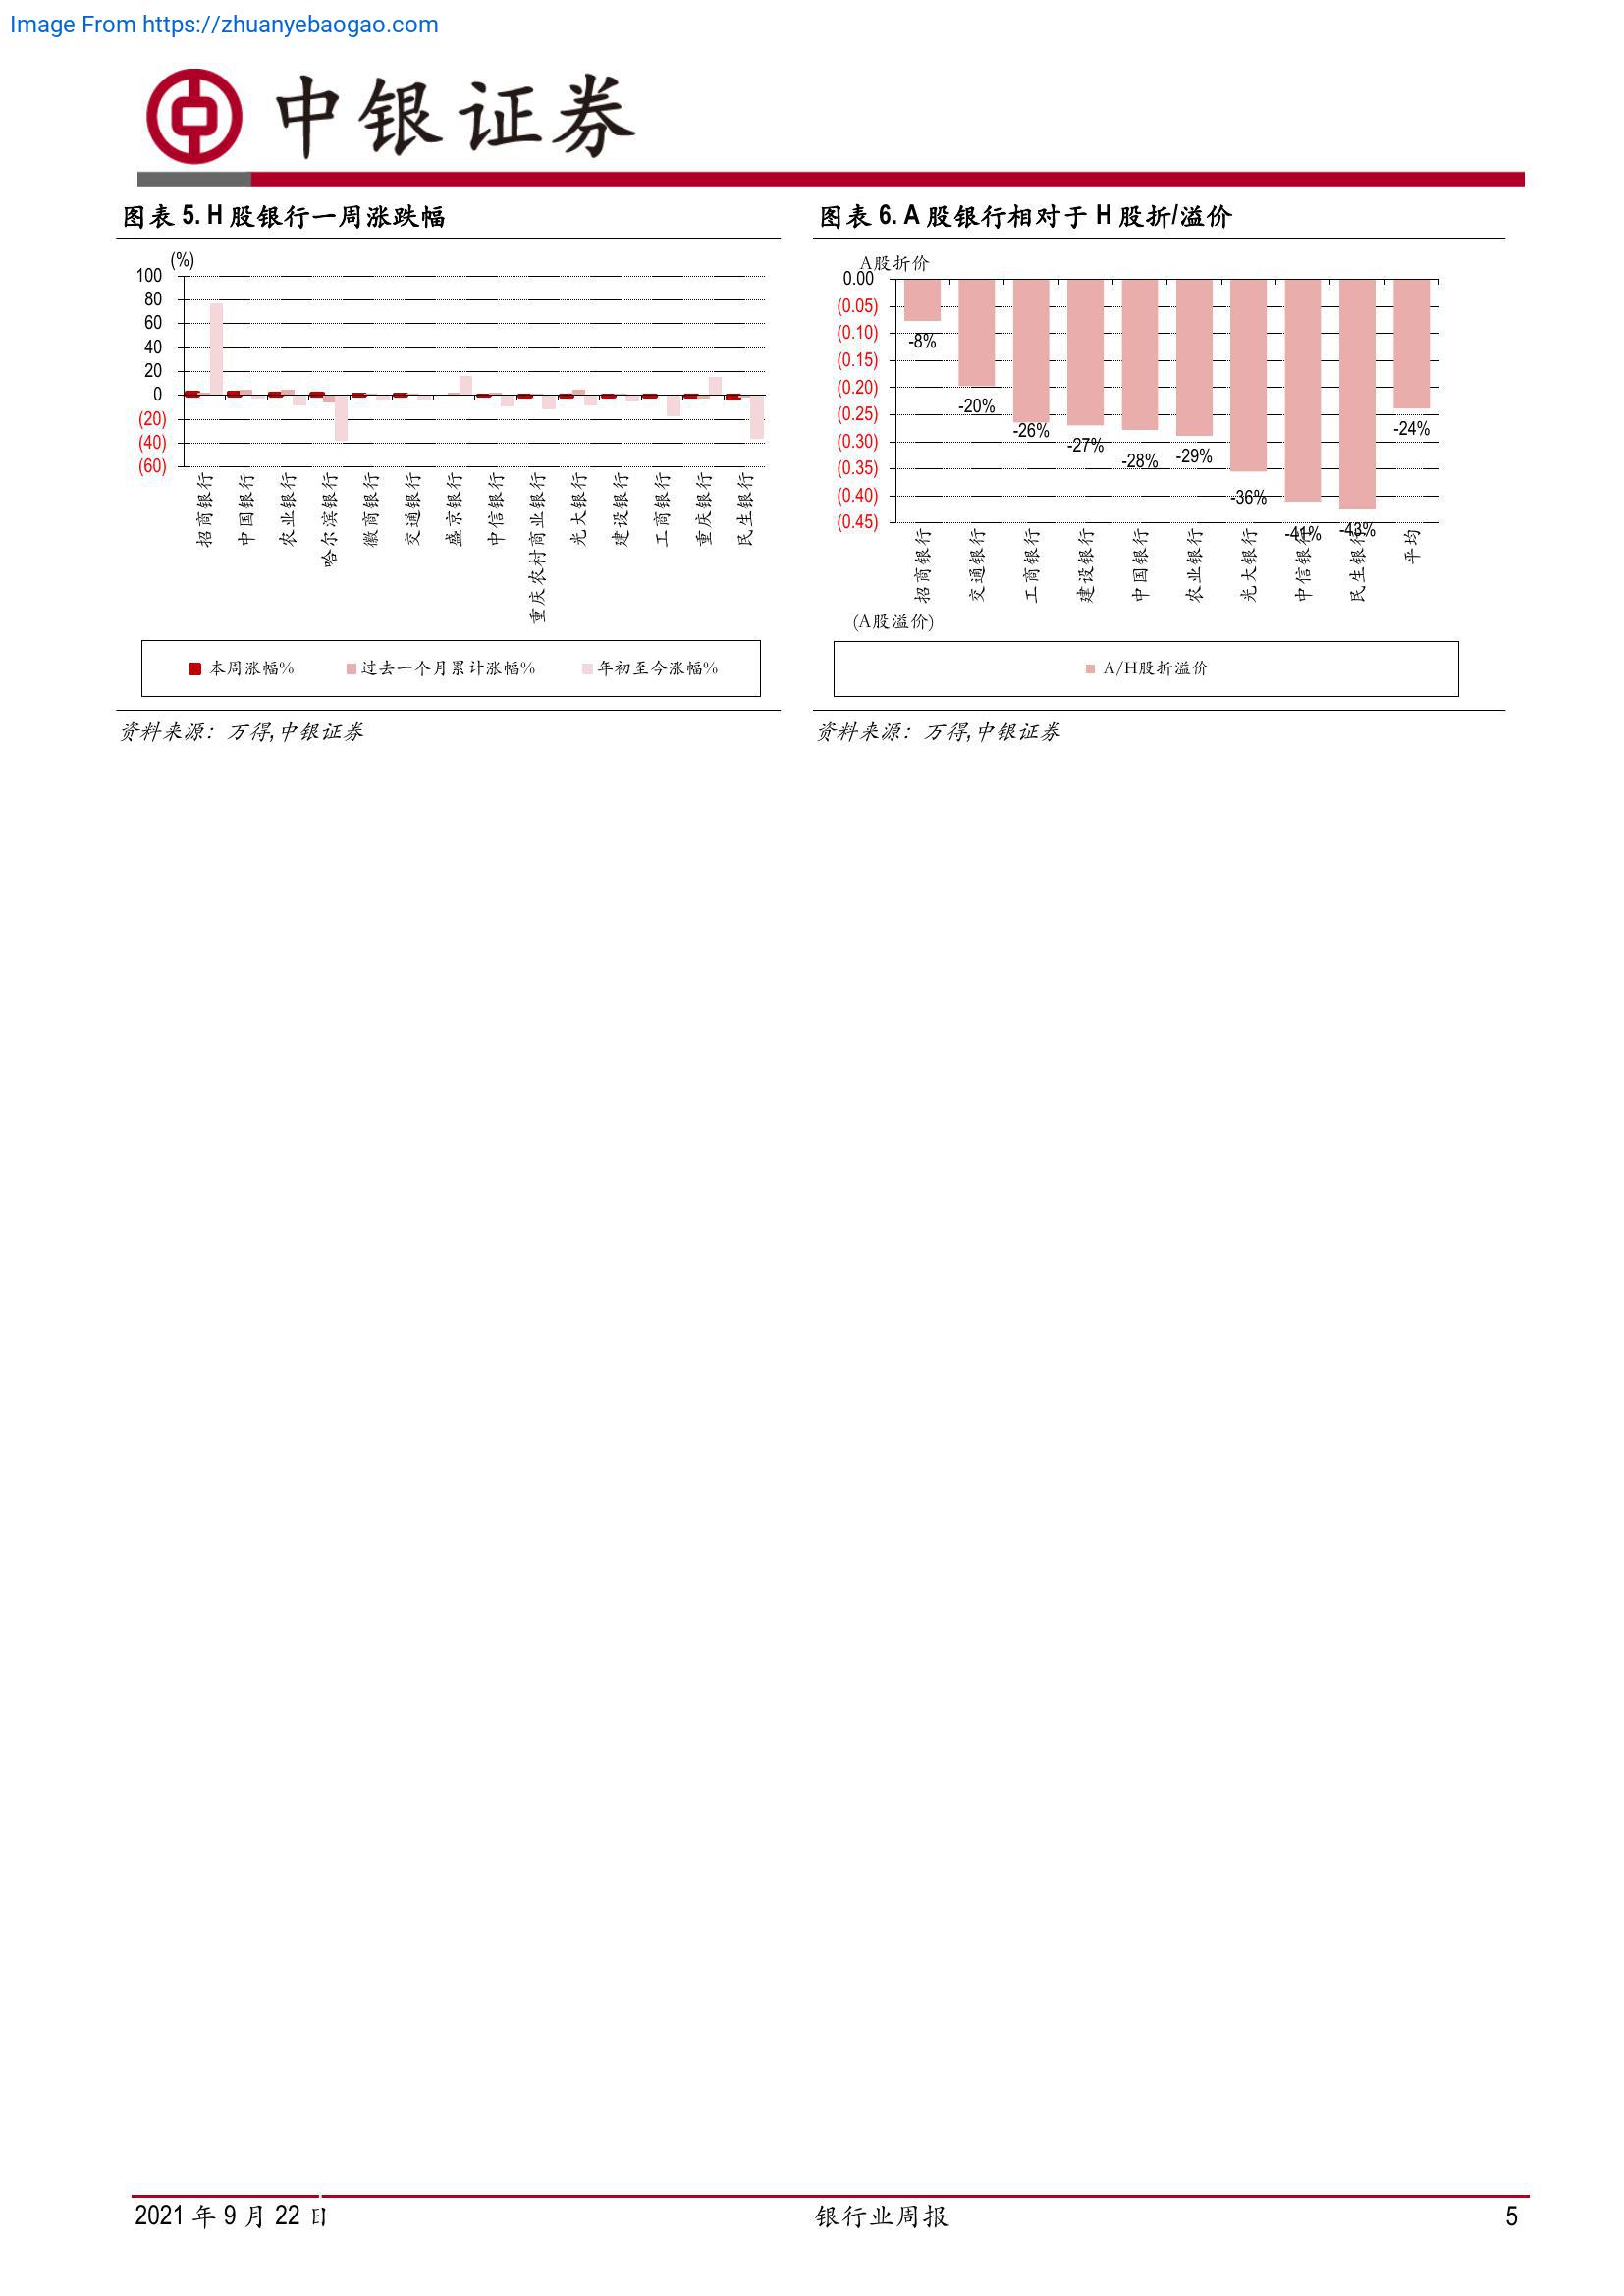 Image From https://zhuanyebaogao.com
中银证券
图表 5. H 股银行一周涨跌幅
(%)
100
80
60
40
20
0
(20)
(40)
(60)
招商银行
中国银行
农业银行
哈尔滨银行
徽商银行
交通银行
盛京银行
中信银行
重庆农村商业银行
光大银行
建设银行
工商银行
重庆银行
民生银行
本周涨幅%
过去一个月累计涨幅%
年初至今涨幅%
资料来源：万得,中银证券
图表 6. A 股银行相对于 H 股折/溢价
A股折价
0.00
(0.05)
(0.10)
(0.15)
(0.20)
(0.25)
(0.30)
(0.35)
(0.40)
(0.45)
-8%
-20%
-26%
-27%
-28%
-29%
-36%
-41%
-43%
-24%
招商银行
交通银行
工商银行
建设银行
中国银行
农业银行
光大银行
中信银行
民生银行
平均
(A股溢价)
A/H股折溢价
资料来源：万得,中银证券
2021 年 9 月 22 日
银行业周报
5